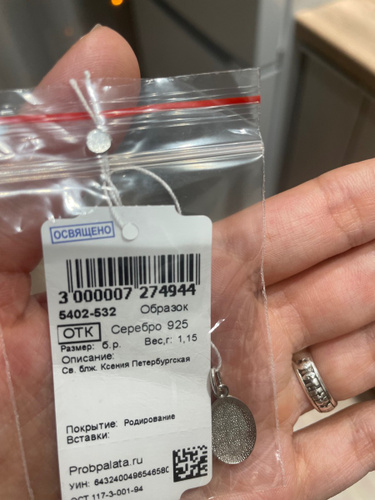 ОСВЯЩЕНО
3 000007 274944
5402-532 Образок
ОТК Серебро 925
Размер: б.р. Вес,г: 1,15
Описание:
Св. блж. Ксения Петербургская
Покрытие: Родирование
Вставки:
Probpalata.ru
УИН: 6432400496546580
ОСТ 117-3-001-94